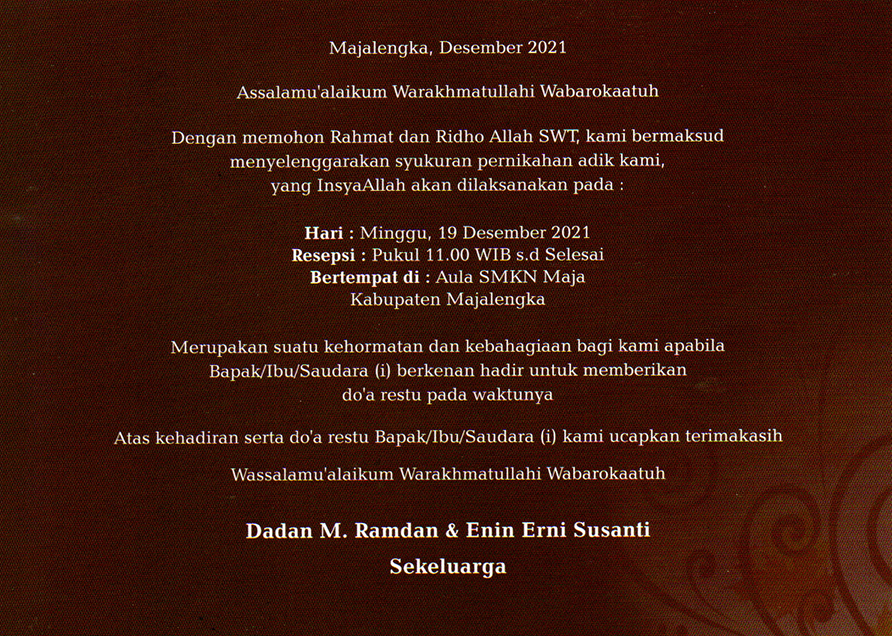 Majalengka, Desember 2021
Assalamu'alaikum Warakhmatullahi Wabarokaatuh
Dengan memohon Rahmat dan Ridho Allah SWT, kami bermaksud
menyelenggarakan syukuran pernikahan adik kami,
yang InsyaAllah akan dilaksanakan pada :
Hari : Minggu, 19 Desember 2021
Resepsi : Pukul 11.00 WIB s.d Selesai
Bertempat di : Aula SMKN Maja
Kabupaten Majalengka
Merupakan suatu kehormatan dan kebahagiaan bagi kami apabila
Bapak/Ibu/Saudara (i) berkenan hadir untuk memberikan
do'a restu pada waktunya
Atas kehadiran serta do'a restu Bapak/Ibu/Saudara (i) kami ucapkan terimakasih
Wassalamu'alaikum Warakhmatullahi Wabarokaatuh
Dadan M. Ramdan & Enin Erni Susanti
Sekeluarga